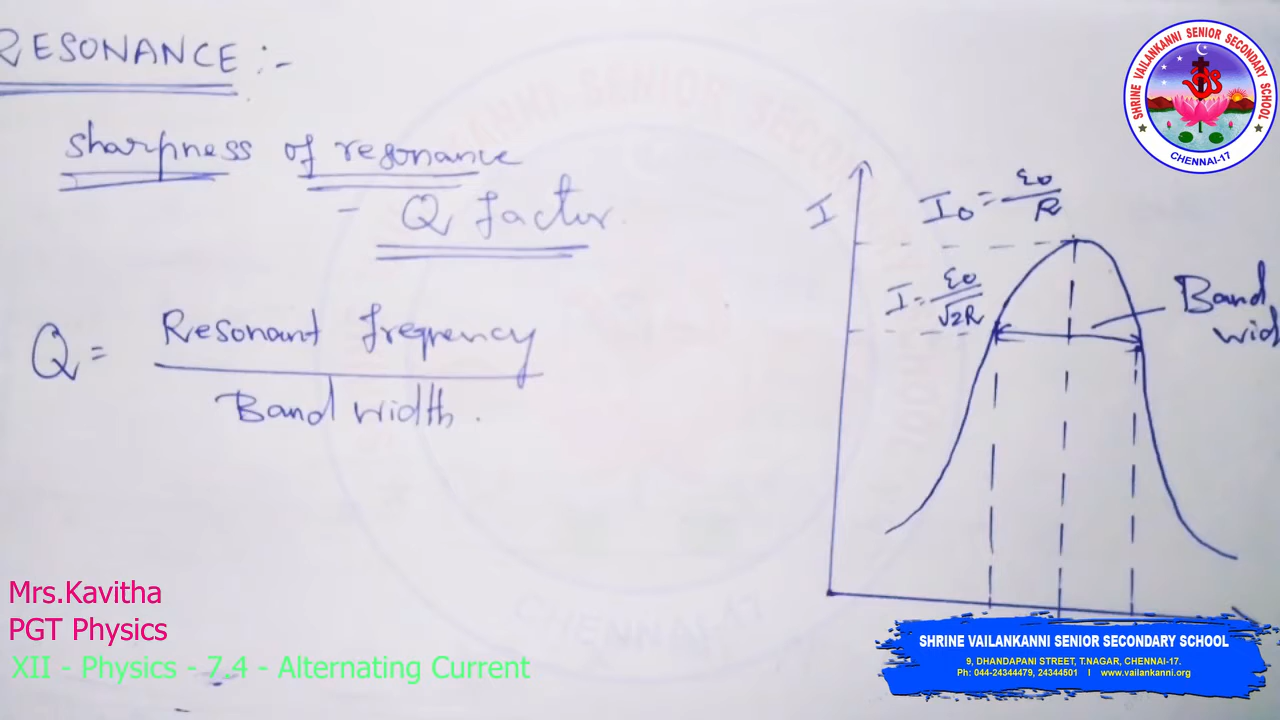 RESONANCE :-
sharpness of resonance
- Q factor.
Q = Resonant frequency
Band width.
I
I₀ = ε₀/R
I = ε₀/√2R
Band
wid
SHRINE VAILANKANNI SENIOR SECONDARY SCHOOL
CHENNAI-17
Mrs.Kavitha
PGT Physics
XII - Physics - 7.4 - Alternating Current
SHRINE VAILANKANNI SENIOR SECONDARY SCHOOL
9, DHANDAPANI STREET, T.NAGAR, CHENNAI-17.
Ph: 044-24344479, 24344501 I www.vailankanni.org